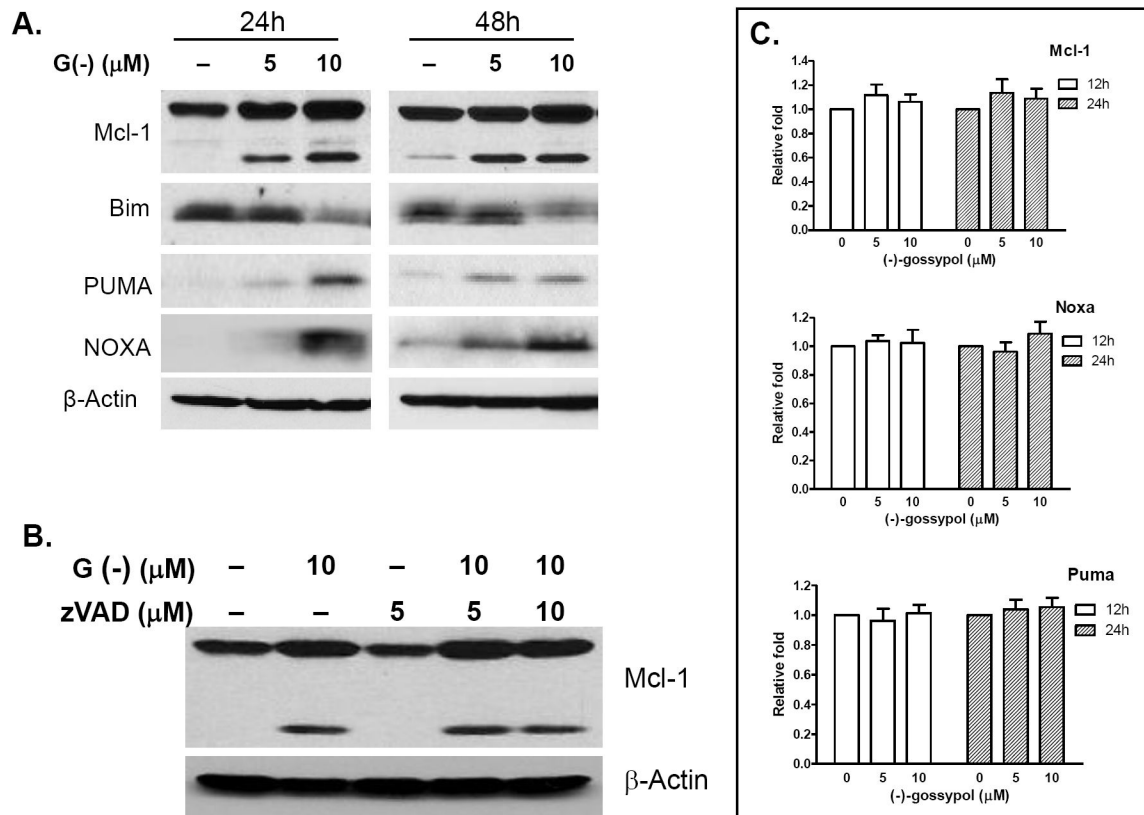 A.
24h 48h
G(-) (μM) – 5 10 – 5 10
Mcl-1
Bim
PUMA
NOXA
β-Actin
B.
G (-) (μM) – 10 – 10 10
zVAD (μM) – – 5 5 10
Mcl-1
β-Actin
C.
Mcl-1
12h
24h
Relative fold
1.4
1.2
1.0
0.8
0.6
0.4
0.2
0.0
0 5 10 0 5 10
(-)-gossypol (μM)
Noxa
12h
24h
Relative fold
1.2
1.0
0.8
0.6
0.4
0.2
0.0
0 5 10 0 5 10
(-)-gossypol (μM)
Puma
12h
24h
Relative fold
1.2
1.0
0.8
0.6
0.4
0.2
0.0
0 5 10 0 5 10
(-)-gossypol (μM)